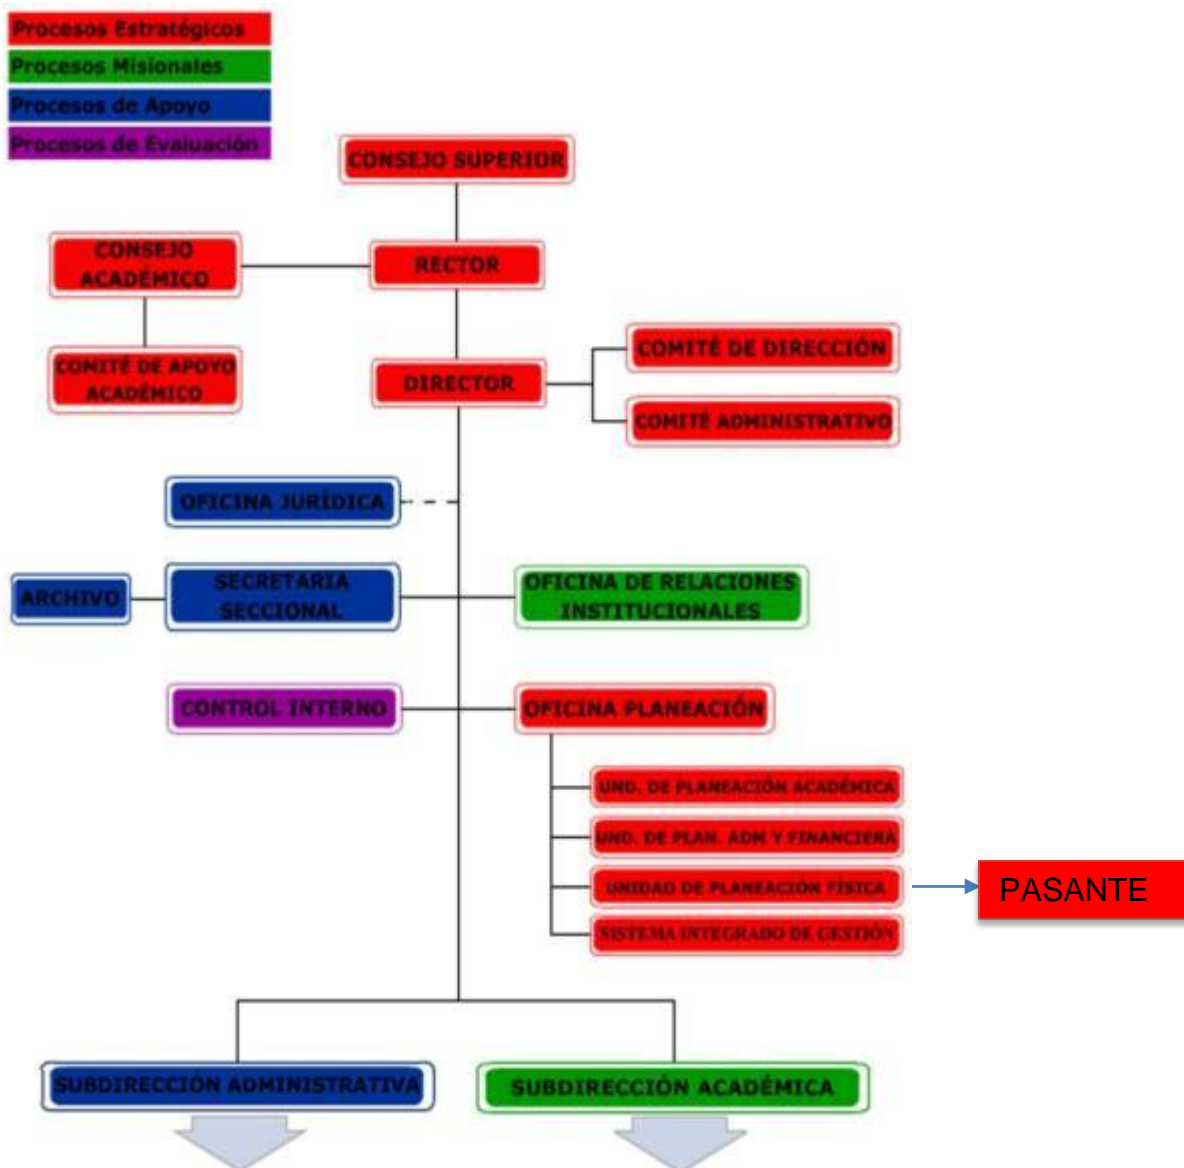 Procesos Estratégicos
Procesos Misionales
Procesos de Apoyo
Procesos de Evaluación
CONSEJO SUPERIOR
CONSEJO
ACADÉMICO
RECTOR
COMITÉ DE APOYO
ACADÉMICO
DIRECTOR
COMITÉ DE DIRECCIÓN
COMITÉ ADMINISTRATIVO
OFICINA JURÍDICA
ARCHIVO
SECRETARIA
SECCIONAL
OFICINA DE RELACIONES
INSTITUCIONALES
CONTROL INTERNO
OFICINA PLANEACIÓN
UND. DE PLANEACIÓN ACADÉMICA
UND. DE PLAN. ADM Y FINANCIERA
UNIDAD DE PLANEACIÓN FÍSICA
PASANTE
SISTEMA INTEGRADO DE GESTIÓN
SUBDIRECCIÓN ADMINISTRATIVA
SUBDIRECCIÓN ACADÉMICA